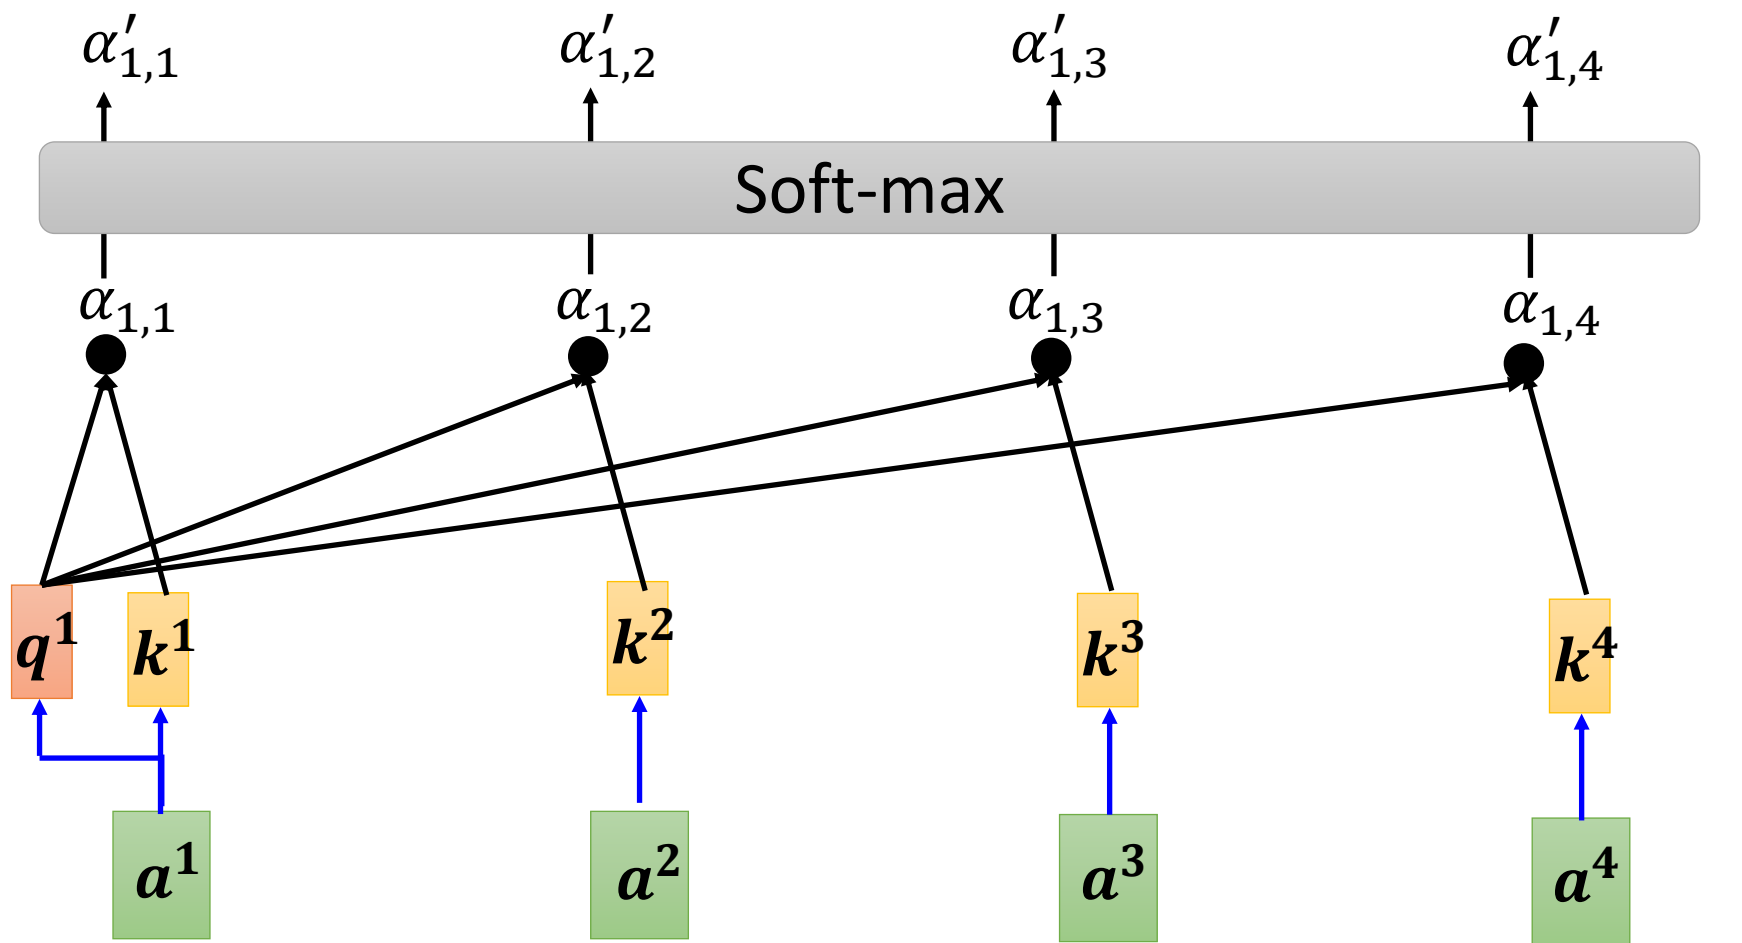 α′1,1 α′1,2 α′1,3 α′1,4
Soft-max
α1,1 α1,2 α1,3 α1,4
q¹ k¹ k² k³ k⁴
a¹ a² a³ a⁴